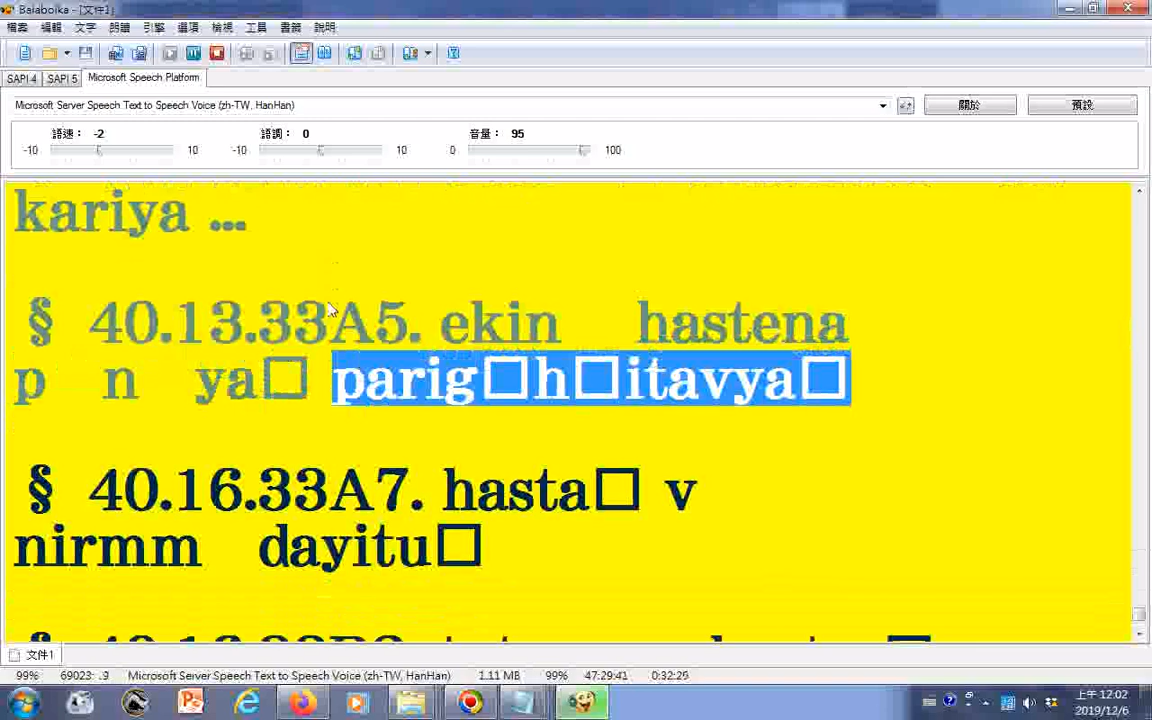 Balabolka - [文件1]
檔案 編輯 文字 朗讀 引擎 選項 檢視 工具 書籤 說明
SAPI 4 SAPI 5 Microsoft Speech Platform
Microsoft Server Speech Text to Speech Voice (zh-TW, HanHan) 關於 預設
語速： -2 語調： 0 音量： 95
-10 10 -10 10 0 100
kariya ...
§ 40.13.33A5. ekin hastena
p n ya□ parig□h□itavya□
§ 40.16.33A7. hasta□ v
nirmm dayitu□
文件1
99% 69023: .9 Microsoft Server Speech Text to Speech Voice (zh-TW, HanHan) 1.11 MB 99% 47:29:41 0:32:25
上午 12:02
2019/12/6